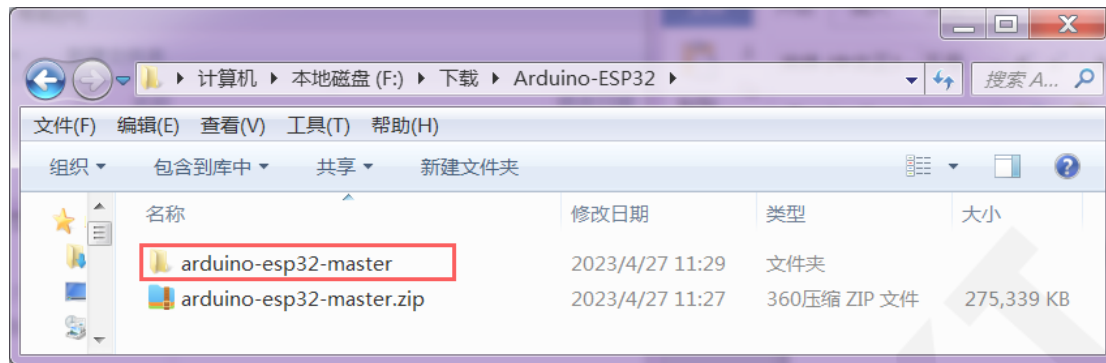 计算机 本地磁盘 (F:) 下载 Arduino-ESP32 搜索 A...
文件(F) 编辑(E) 查看(V) 工具(T) 帮助(H)
组织 包含到库中 共享 新建文件夹
名称 修改日期 类型 大小
arduino-esp32-master 2023/4/27 11:29 文件夹
arduino-esp32-master.zip 2023/4/27 11:27 360压缩 ZIP 文件 275,339 KB